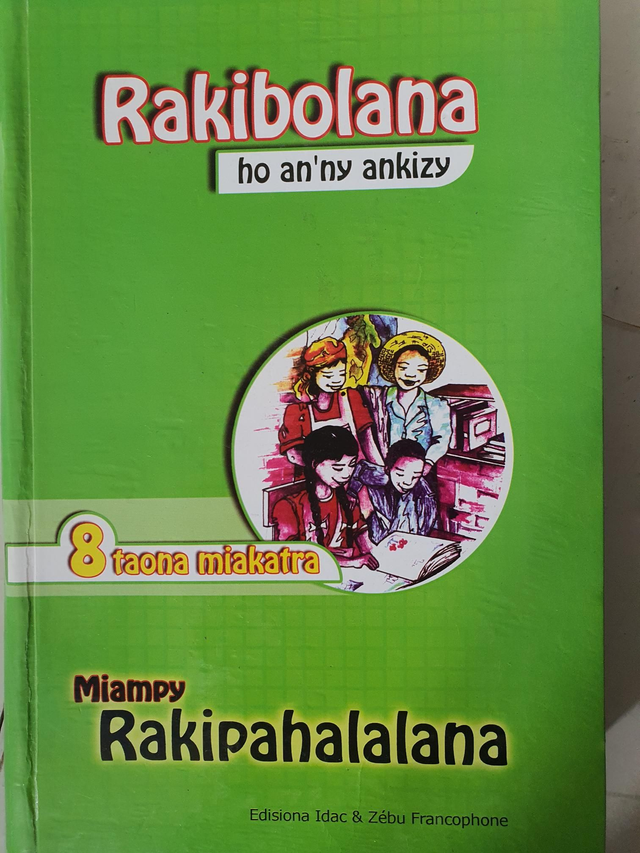 Rakibolana
ho an'ny ankizy
8 taona miakatra
Miampy
Rakipahalalana
Edisiona Idac & Zébu Francophone